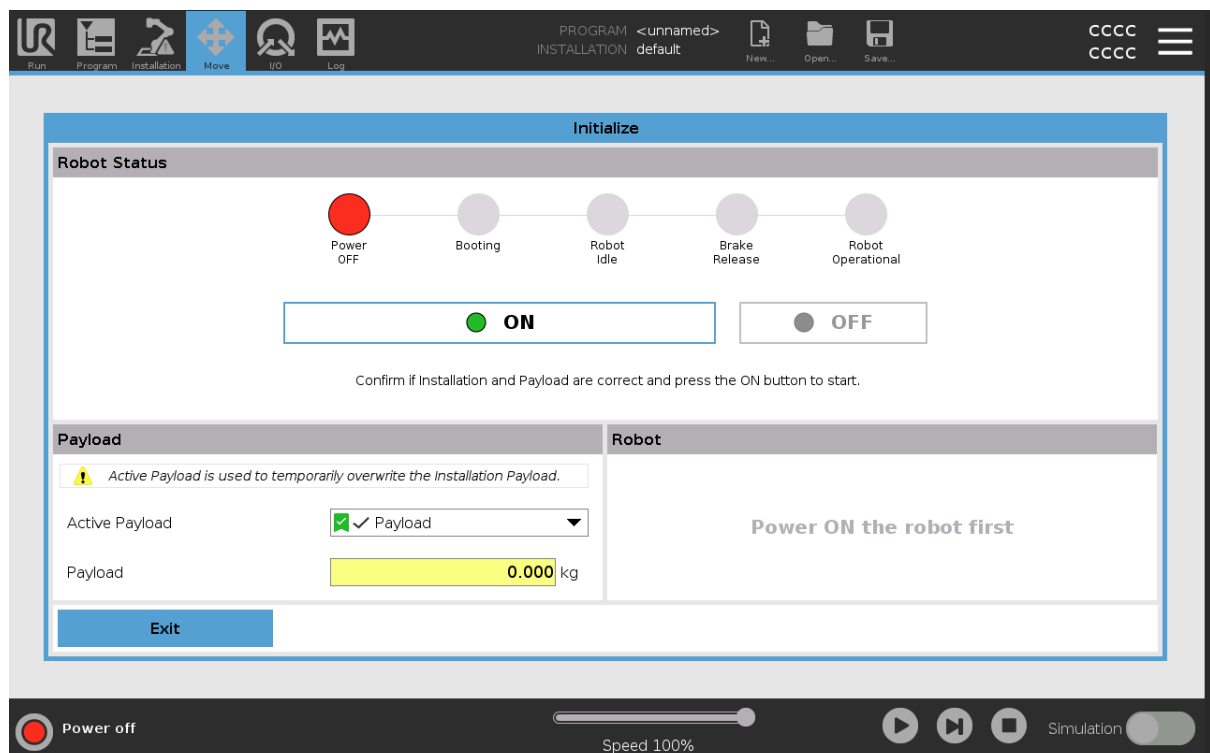 UR
Run
Program
Installation
Move
I/O
Log
PROGRAM <unnamed>
INSTALLATION default
New...
Open...
Save...
cccc
cccc
Initialize
Robot Status
Power
OFF
Booting
Robot
Idle
Brake
Release
Robot
Operational
ON
OFF
Confirm if Installation and Payload are correct and press the ON button to start.
Payload
Active Payload is used to temporarily overwrite the Installation Payload.
Active Payload
Payload
Payload
0.000 kg
Robot
Power ON the robot first
Exit
Power off
Speed 100%
Simulation